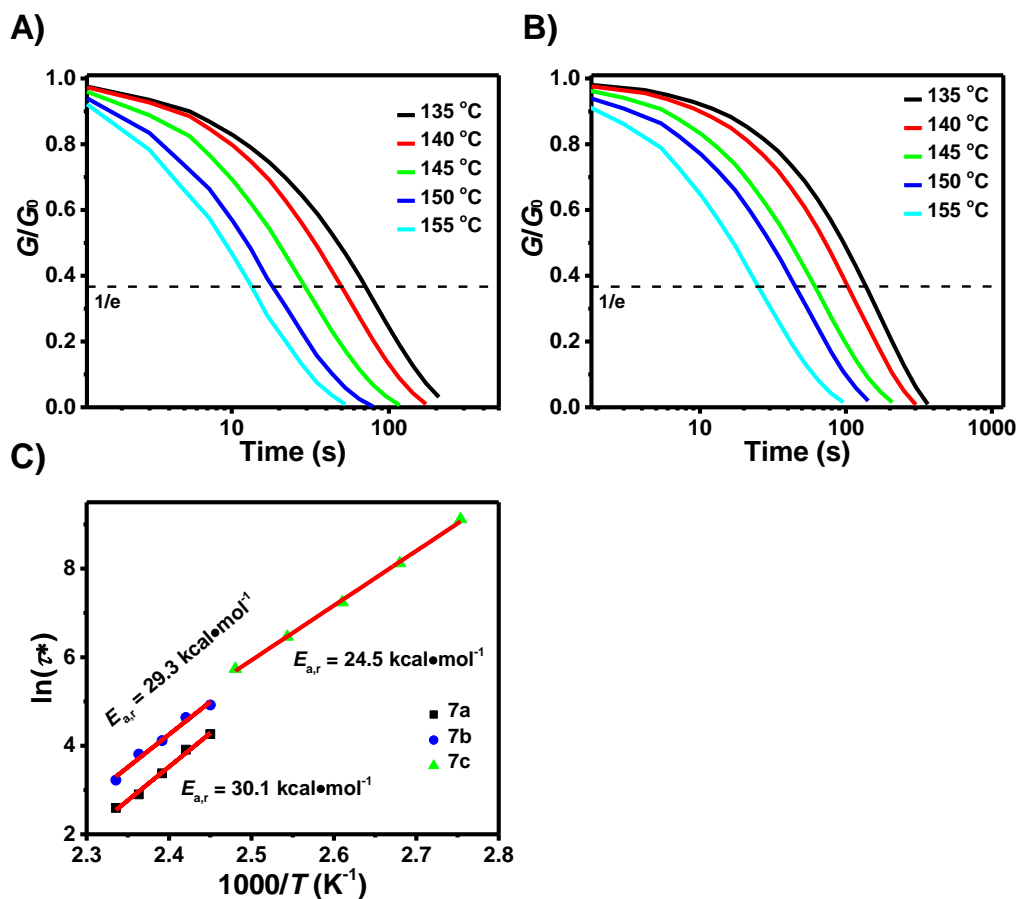 A)
1.0
0.8
0.6
0.4
0.2
0.0
G/G0
135 °C
140 °C
145 °C
150 °C
155 °C
1/e
10 100
Time (s)
B)
1.0
0.8
0.6
0.4
0.2
0.0
G/G0
135 °C
140 °C
145 °C
150 °C
155 °C
1/e
10 100 1000
Time (s)
C)
8
6
4
2
ln(τ*)
Ea,r = 29.3 kcal•mol-1
Ea,r = 24.5 kcal•mol-1
7a
7b
7c
Ea,r = 30.1 kcal•mol-1
2.3 2.4 2.5 2.6 2.7 2.8
1000/T (K-1)